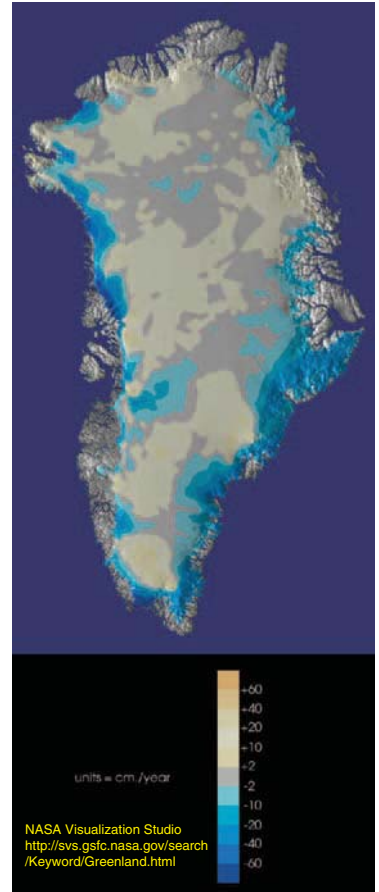 +60
+40
+20
+10
+2
-2
-10
-20
-40
-60
units = cm./year
NASA Visualization Studio
http://svs.gsfc.nasa.gov/search
/Keyword/Greenland.html